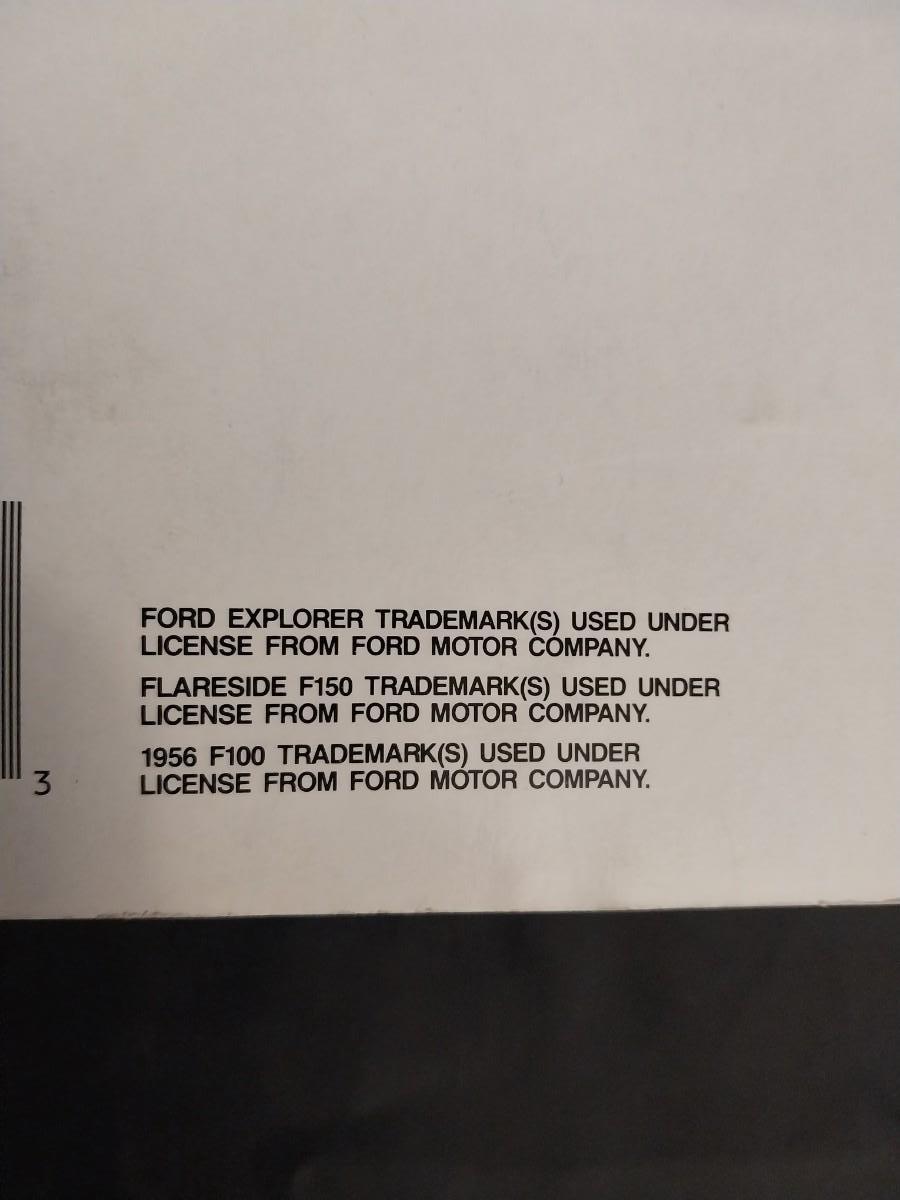 FORD EXPLORER TRADEMARK(S) USED UNDER
LICENSE FROM FORD MOTOR COMPANY.
FLARESIDE F150 TRADEMARK(S) USED UNDER
LICENSE FROM FORD MOTOR COMPANY.
1956 F100 TRADEMARK(S) USED UNDER
LICENSE FROM FORD MOTOR COMPANY.
3